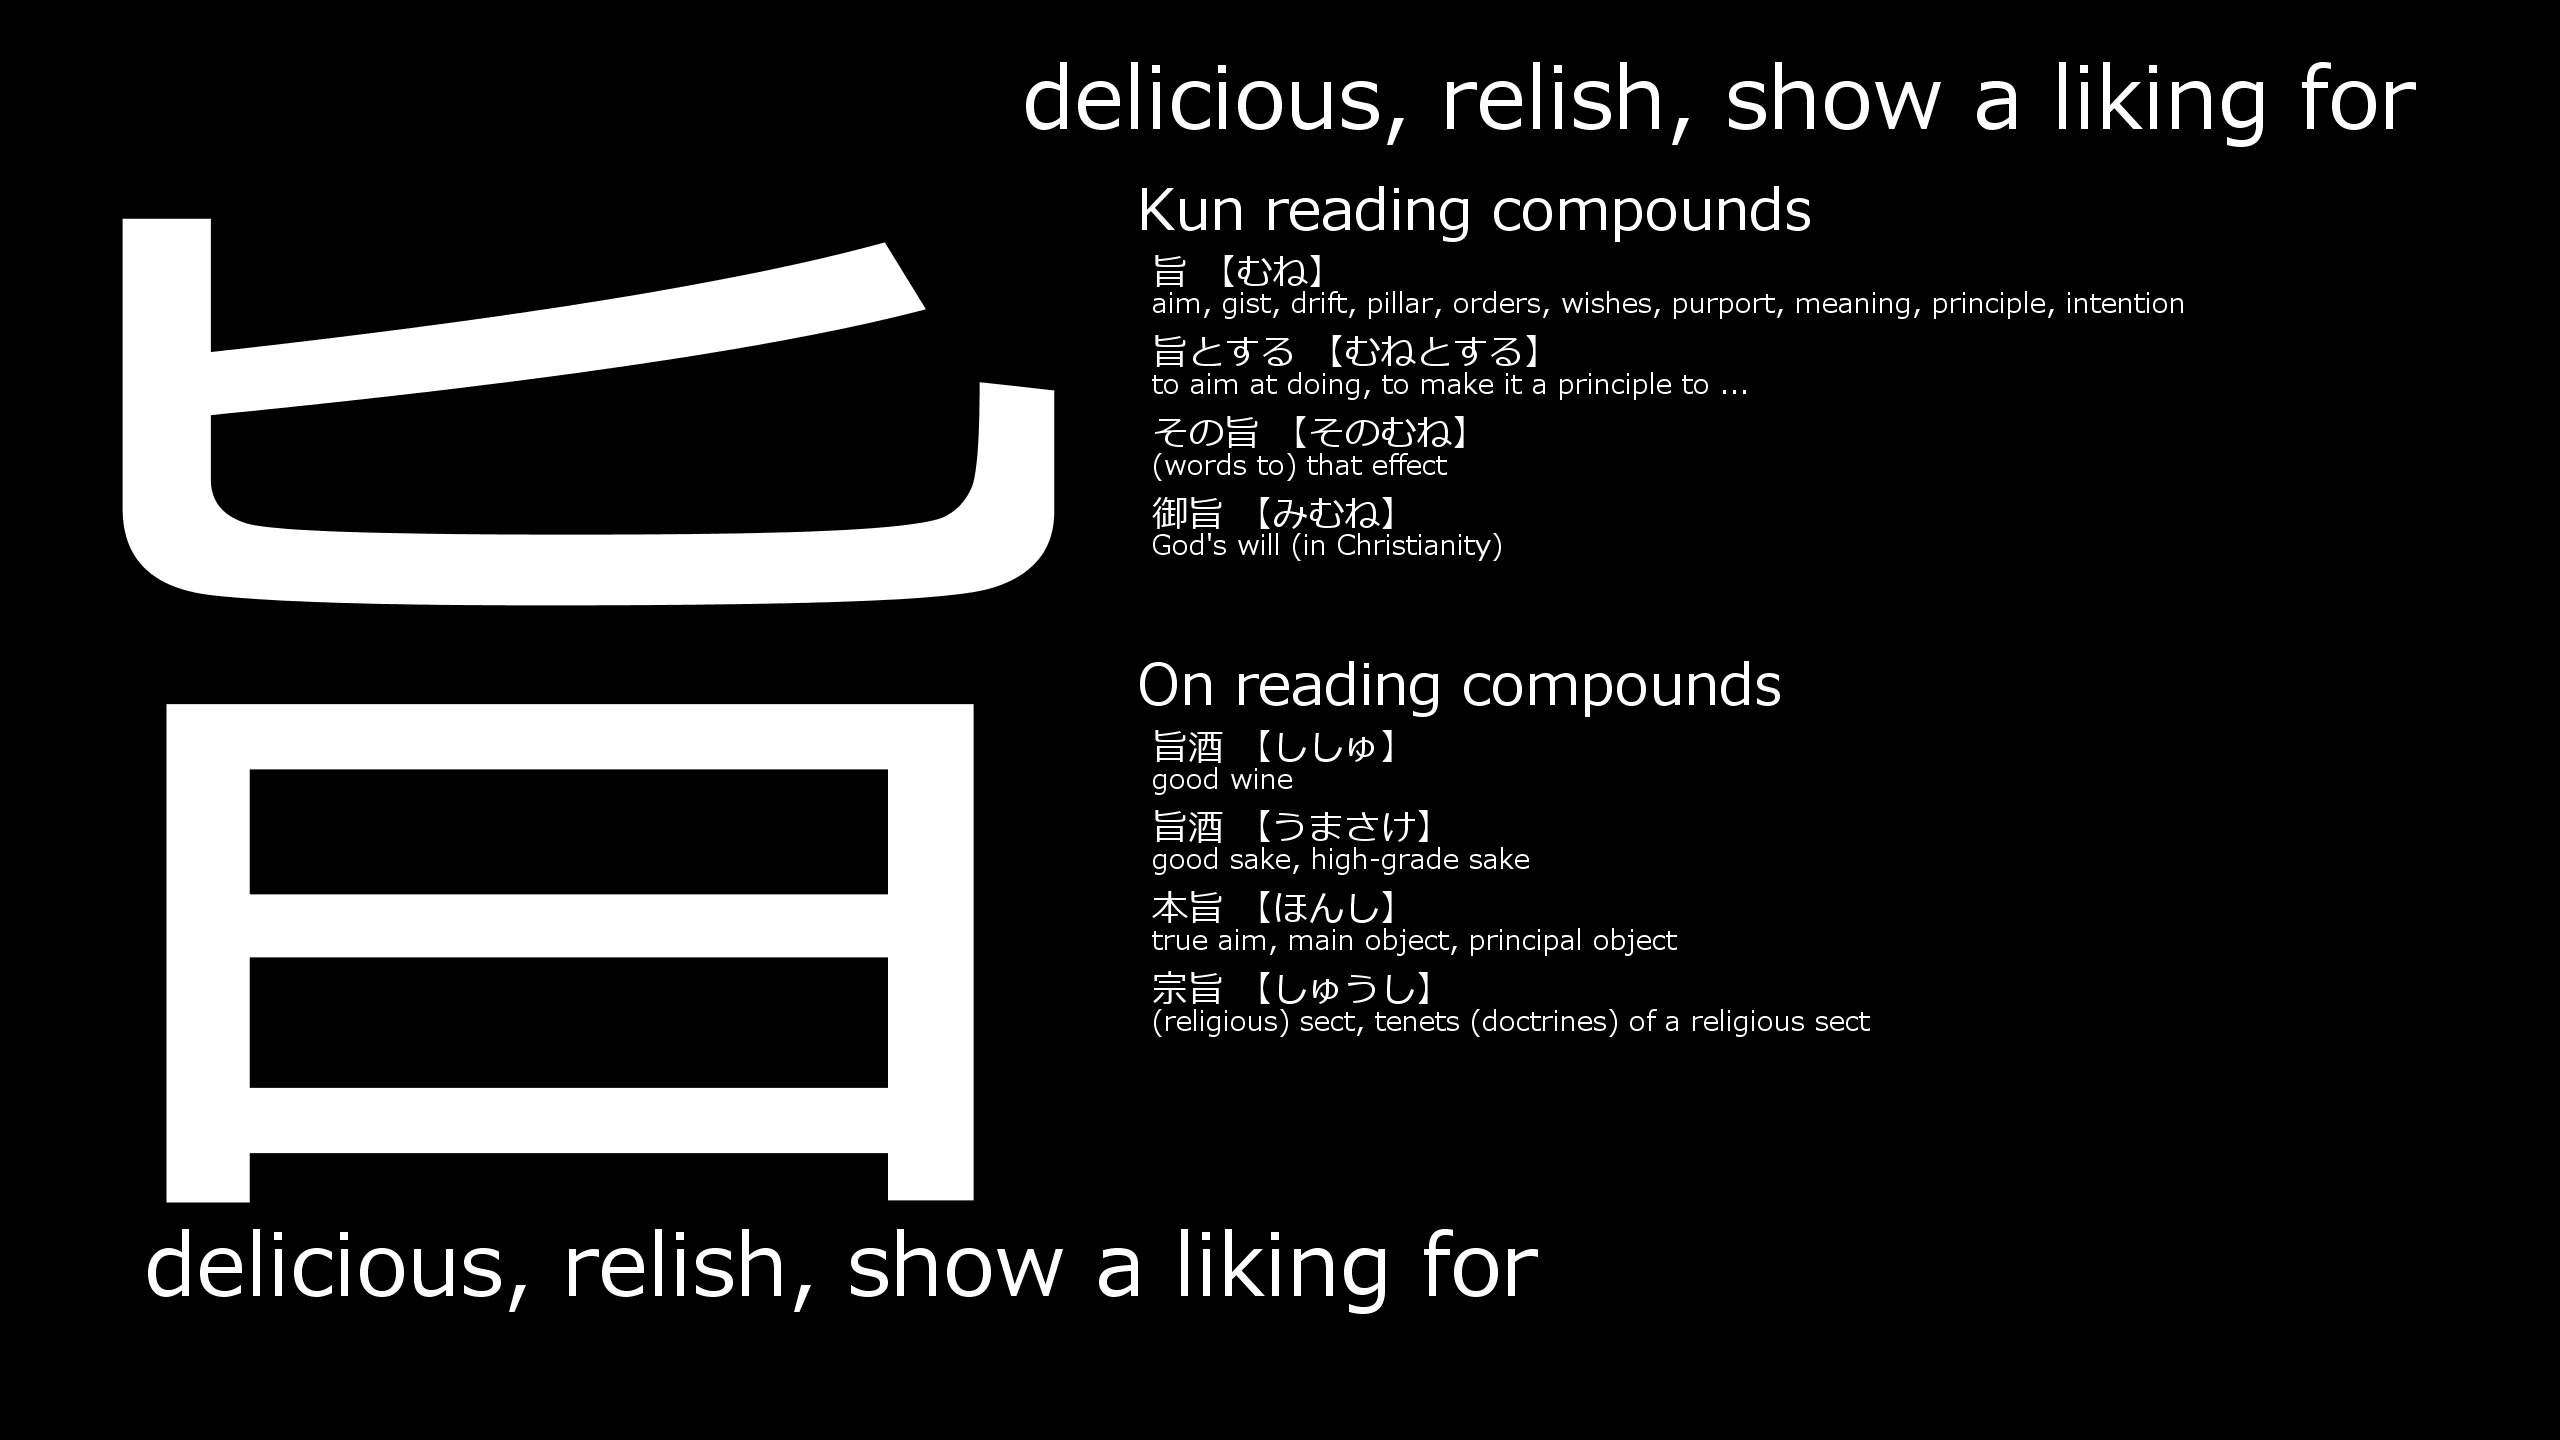 delicious, relish, show a liking for
旨
Kun reading compounds
旨 【むね】
aim, gist, drift, pillar, orders, wishes, purport, meaning, principle, intention
旨とする 【むねとする】
to aim at doing, to make it a principle to ...
その旨 【そのむね】
(words to) that effect
御旨 【みむね】
God's will (in Christianity)
On reading compounds
旨酒 【ししゅ】
good wine
旨酒 【うまさけ】
good sake, high-grade sake
本旨 【ほんし】
true aim, main object, principal object
宗旨 【しゅうし】
(religious) sect, tenets (doctrines) of a religious sect
delicious, relish, show a liking for